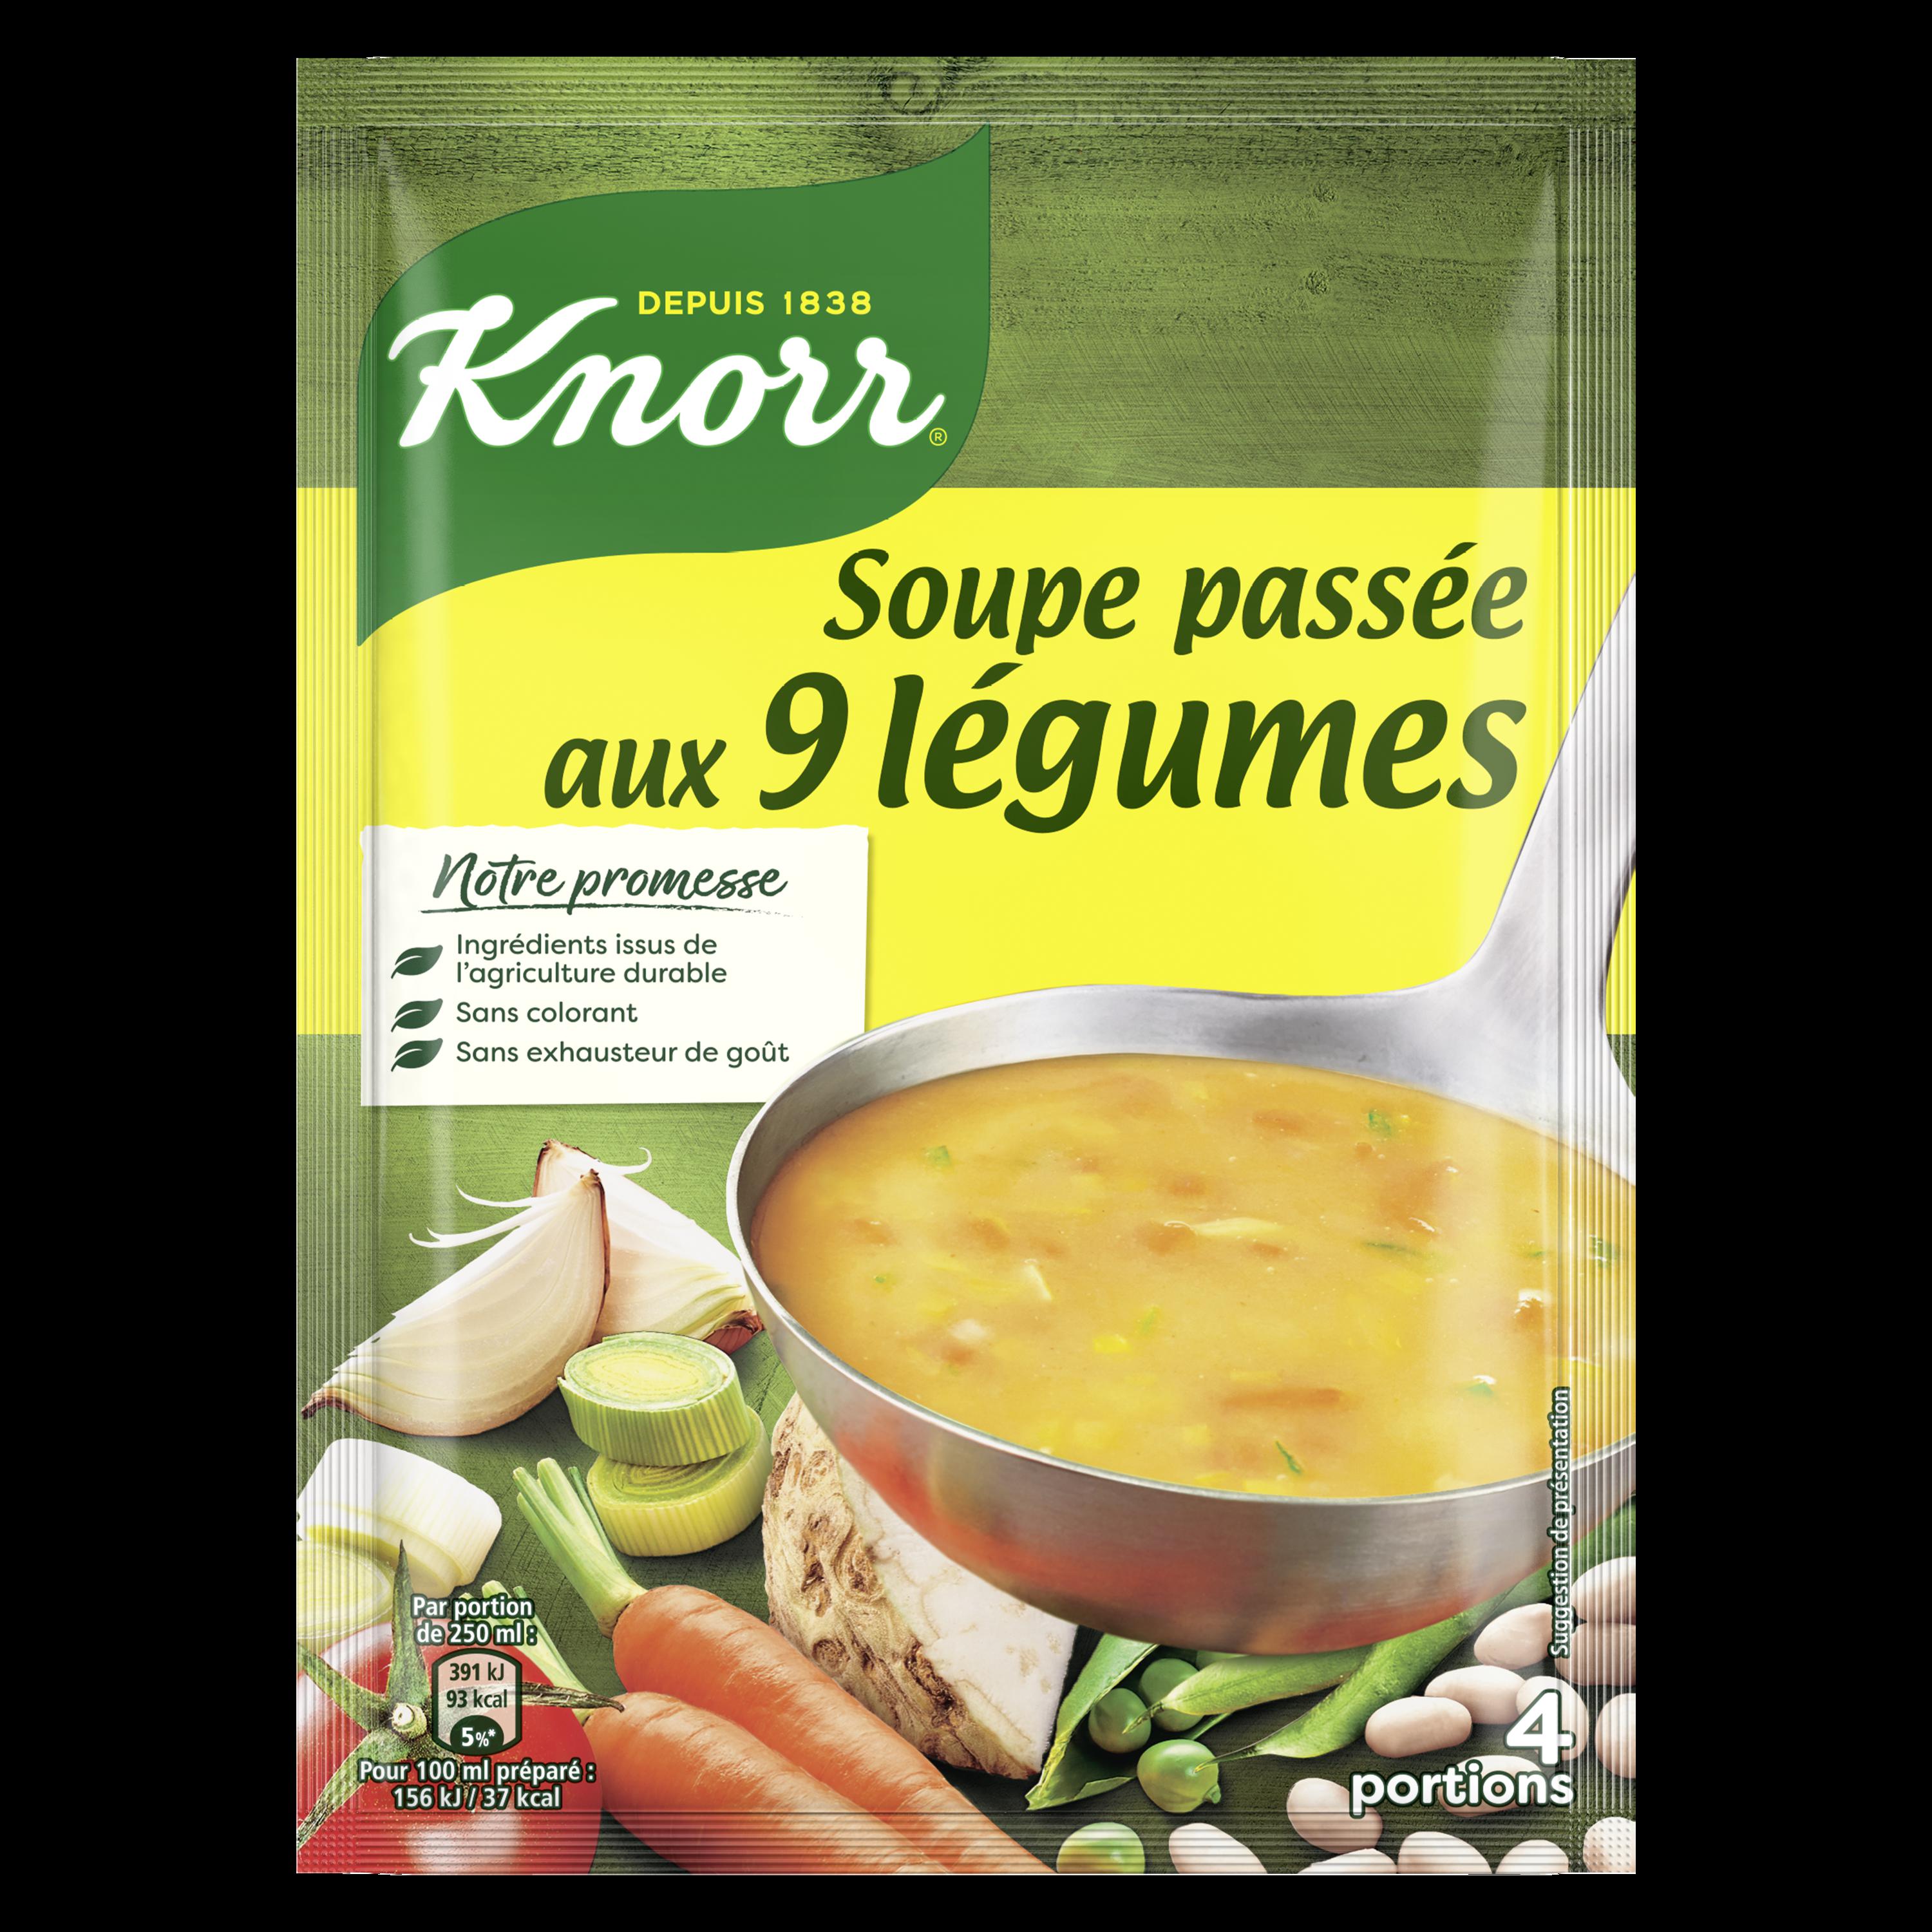 DEPUIS 1838
Knorr®
Soupe passée
aux 9 légumes
Notre promesse
Ingrédients issus de
l'agriculture durable
Sans colorant
Sans exhausteur de goût
Suggestion de présentation
Par portion
de 250 ml :
391 kJ
93 kcal
5%*
Pour 100 ml préparé :
156 kJ / 37 kcal
4
portions